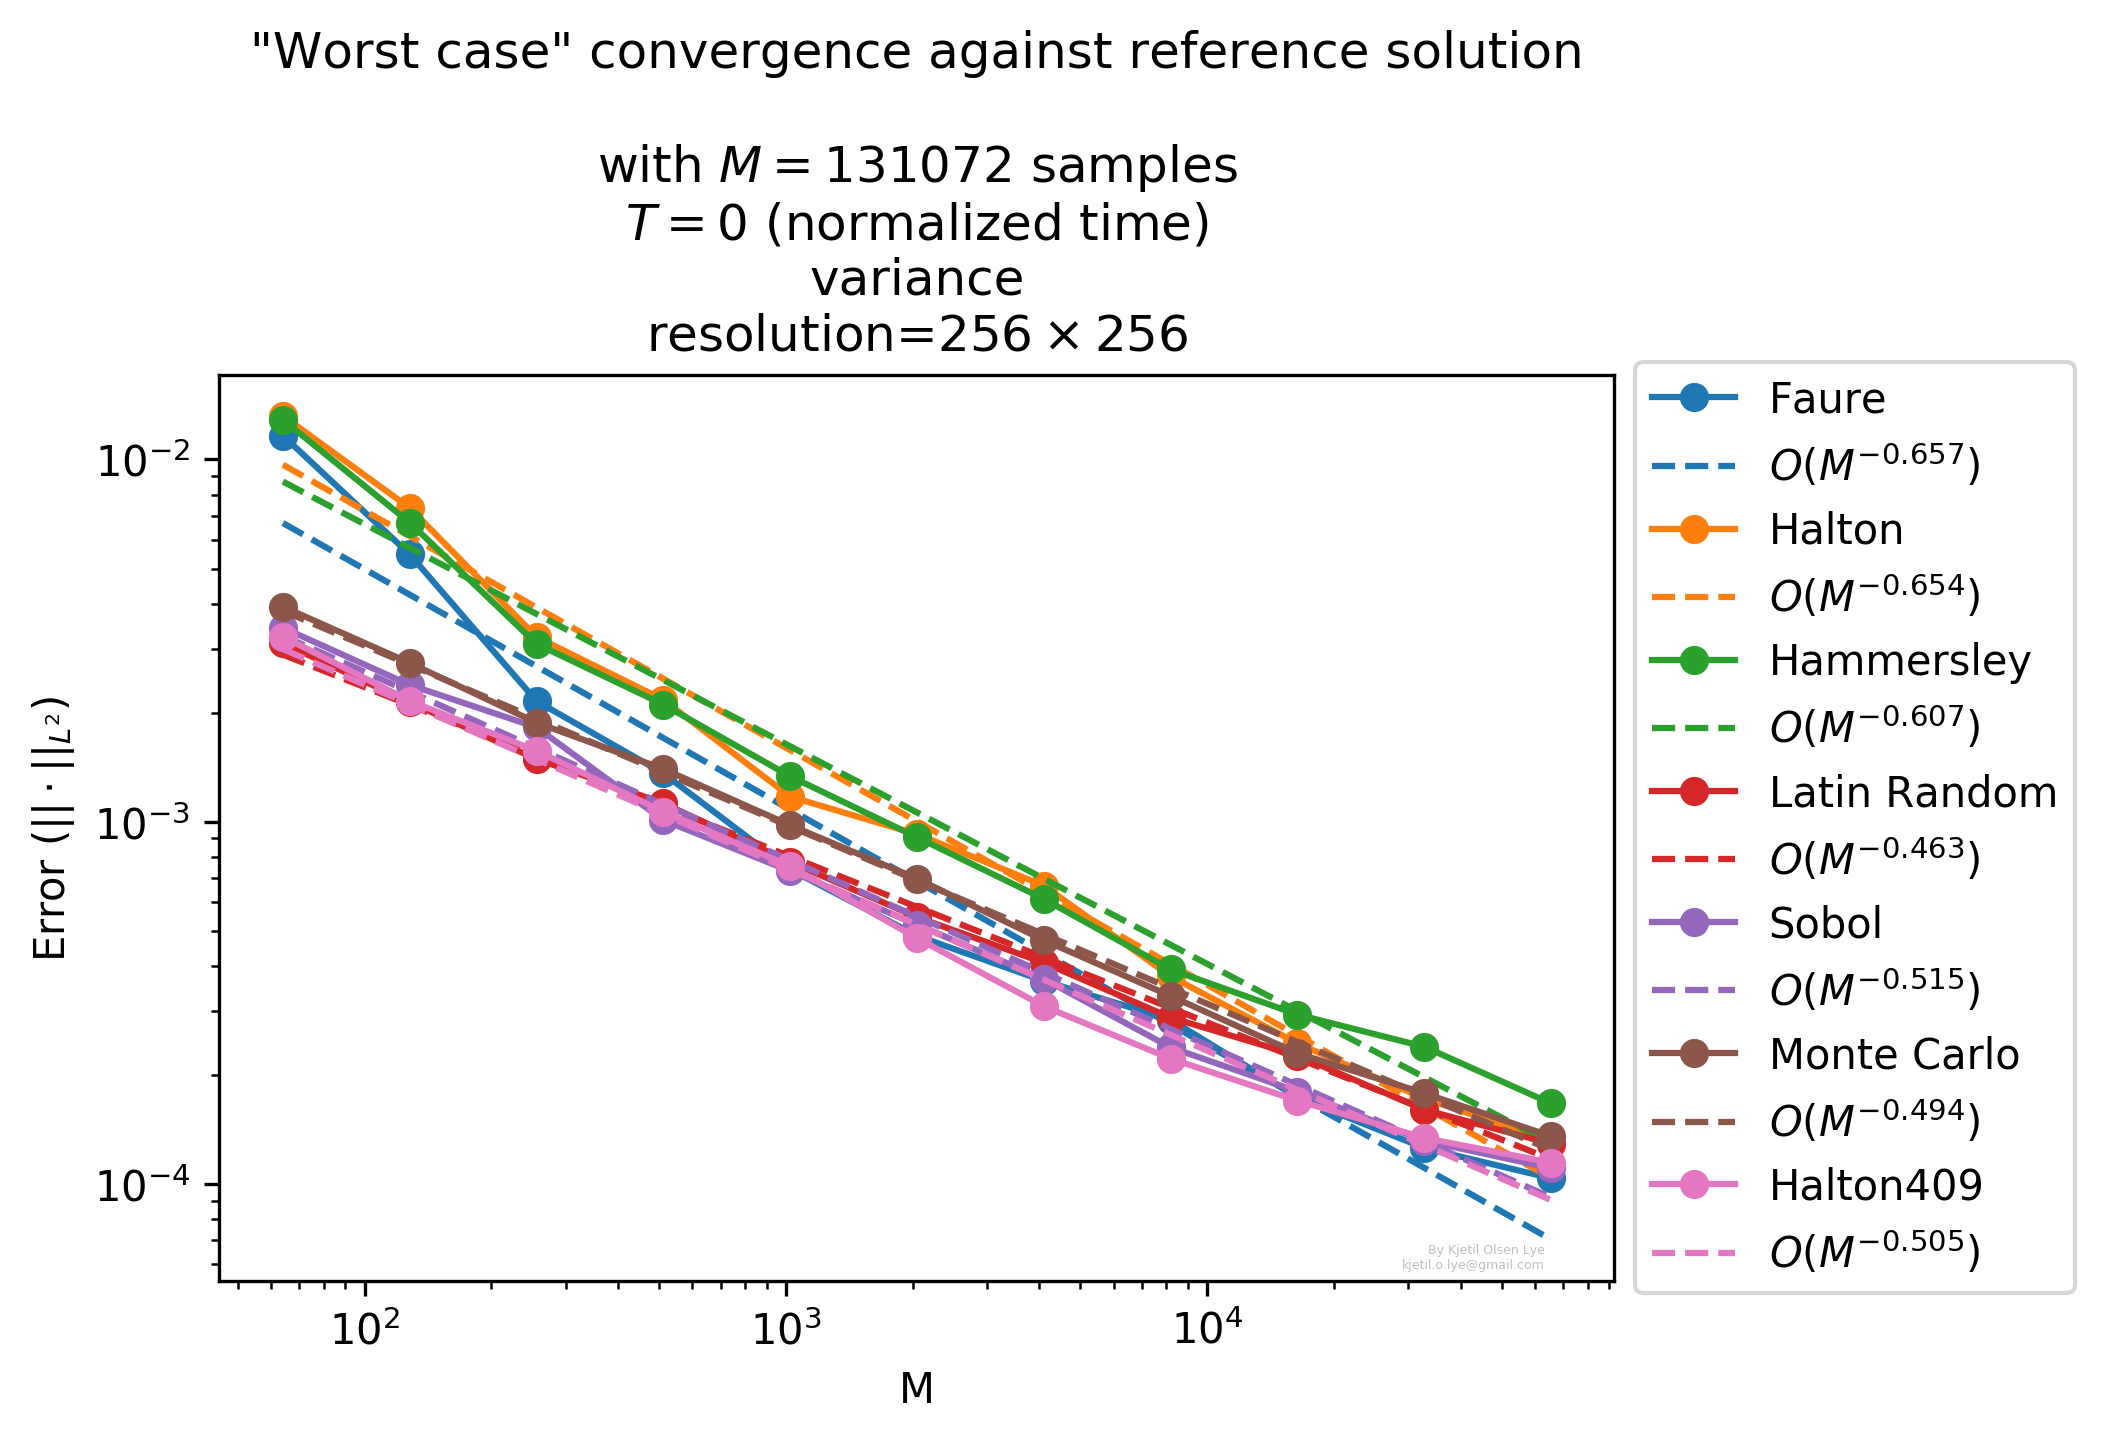 "Worst case" convergence against reference solution
with $M = 131072$ samples
$T = 0$ (normalized time)
variance
resolution=$256 \times 256$
Error ($||\cdot||_{L^2}$)
$10^{-2}$
$10^{-3}$
$10^{-4}$
$10^2$
$10^3$
$10^4$
M
By Kjetil Olsen Lye
kjetil.o.lye@gmail.com
Faure
$O(M^{-0.657})$
Halton
$O(M^{-0.654})$
Hammersley
$O(M^{-0.607})$
Latin Random
$O(M^{-0.463})$
Sobol
$O(M^{-0.515})$
Monte Carlo
$O(M^{-0.494})$
Halton409
$O(M^{-0.505})$